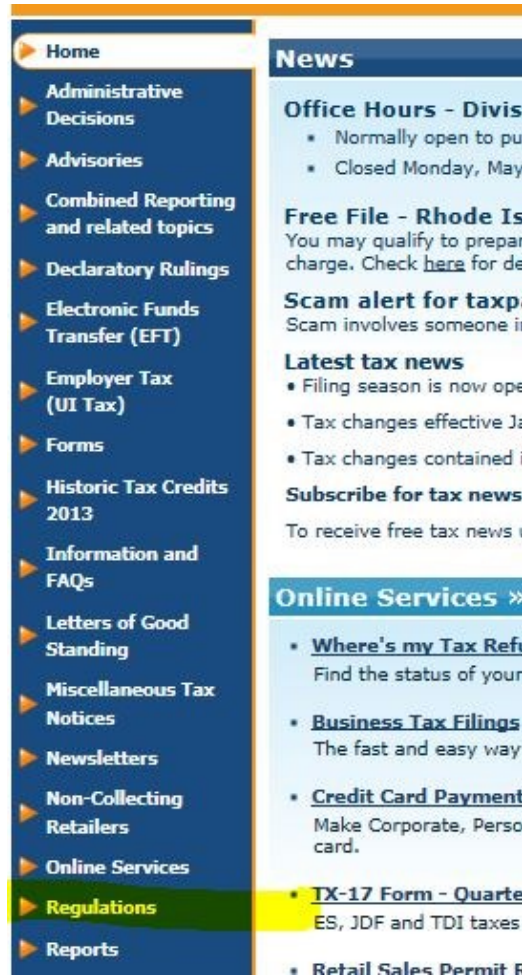 Home
Administrative
Decisions
Advisories
Combined Reporting
and related topics
Declaratory Rulings
Electronic Funds
Transfer (EFT)
Employer Tax
(UI Tax)
Forms
Historic Tax Credits
2013
Information and
FAQs
Letters of Good
Standing
Miscellaneous Tax
Notices
Newsletters
Non-Collecting
Retailers
Online Services
Regulations
Reports
News
Office Hours - Divis
Normally open to pu
Closed Monday, May
Free File - Rhode Is
You may qualify to prepar
charge. Check here for de
Scam alert for taxpa
Scam involves someone i
Latest tax news
• Filing season is now ope
• Tax changes effective Ja
• Tax changes contained i
Subscribe for tax news
To receive free tax news u
Online Services »
Where's my Tax Refu
Find the status of your
Business Tax Filings
The fast and easy way
Credit Card Payment
Make Corporate, Perso
card.
TX-17 Form - Quarte
ES, JDF and TDI taxes
Retail Sales Permit R